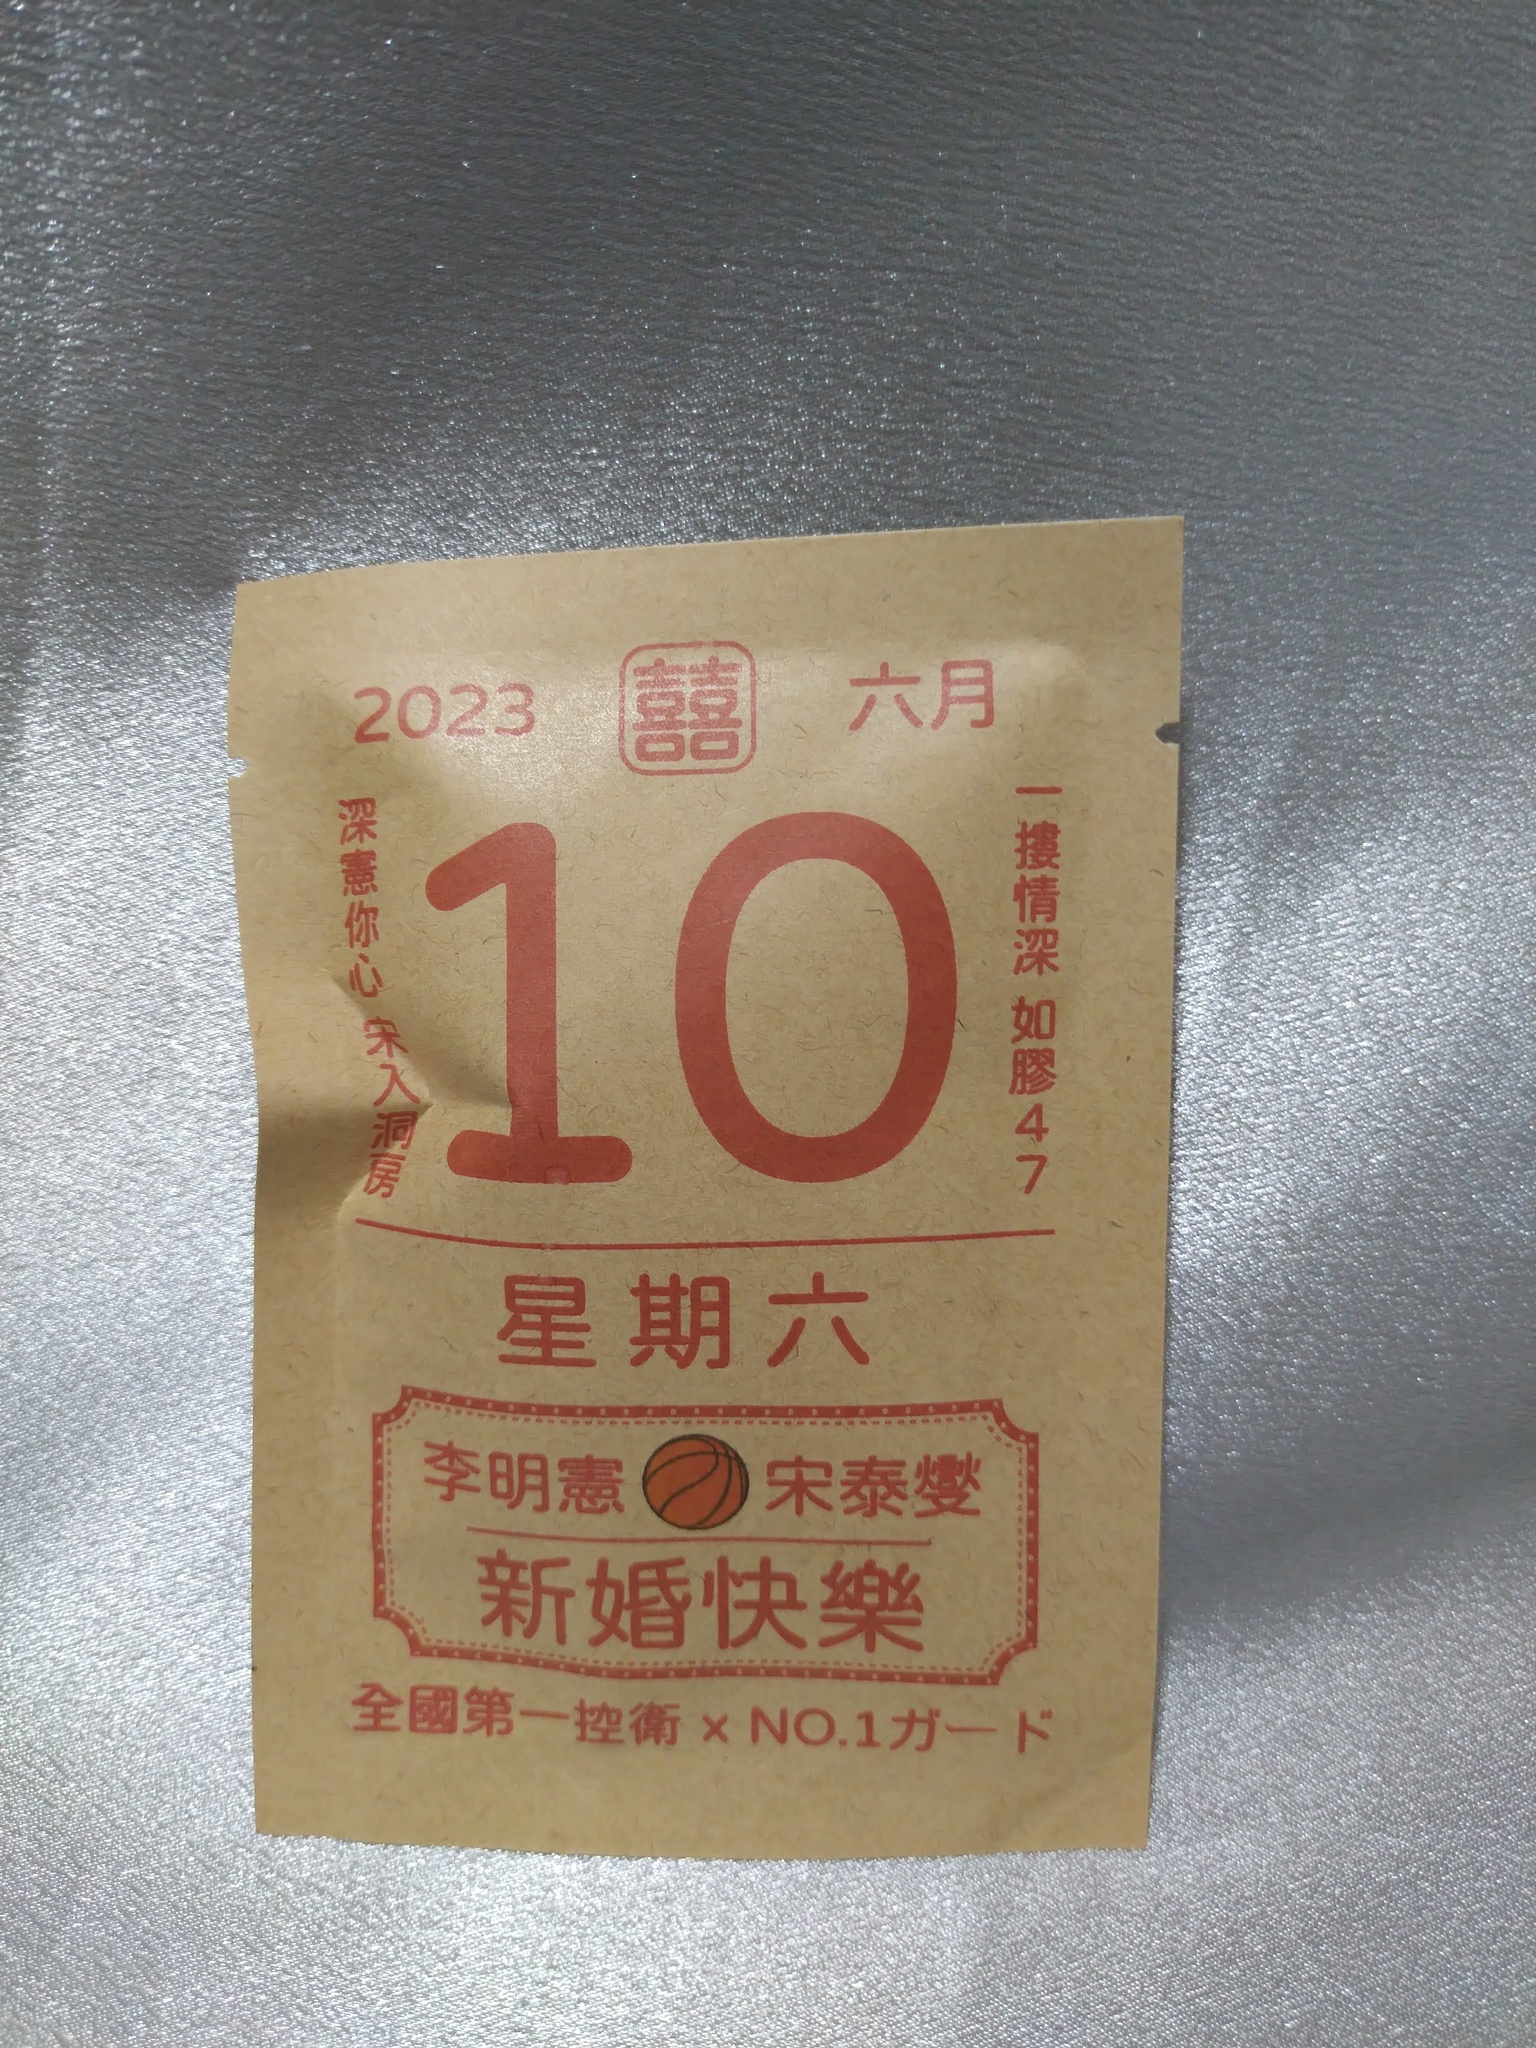 2023 囍 六月
一摟情深 如膠47
10
深憲你心 宋入洞房
星期六
李明憲 宋泰燮
新婚快樂
全國第一控衛 x NO.1ガード